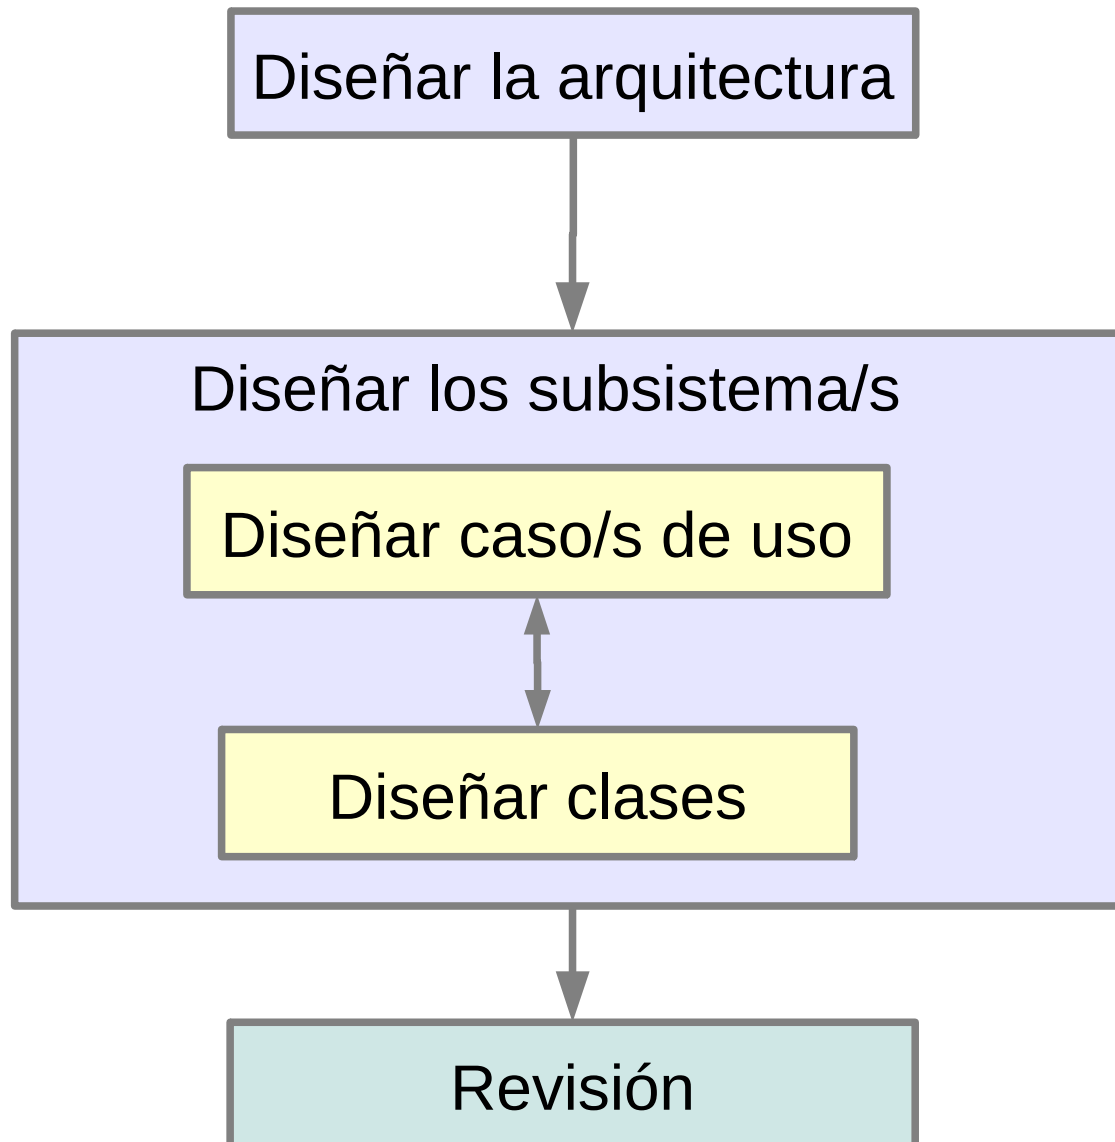 Diseñar la arquitectura
Diseñar los subsistema/s
Diseñar caso/s de uso
Diseñar clases
Revisión